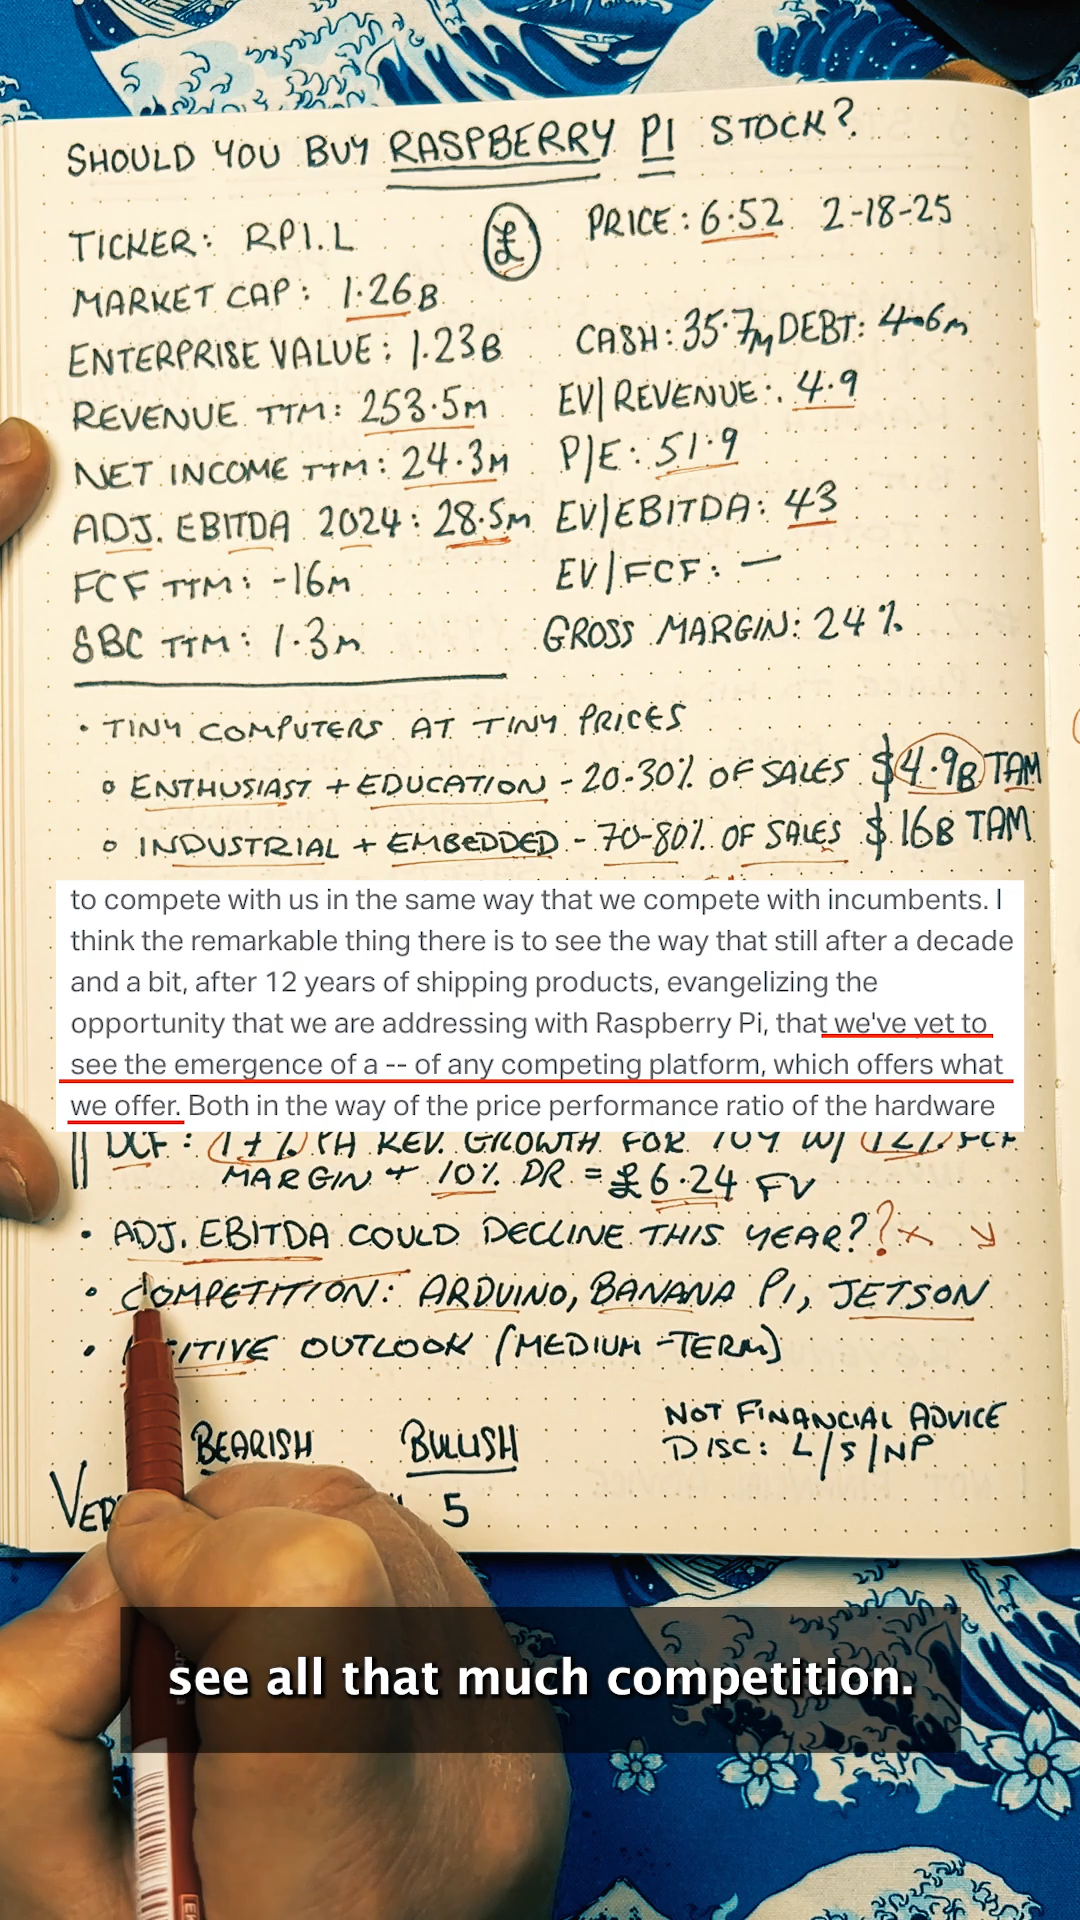 SHOULD YOU BUY RASPBERRY PI STOCK?
TICKER: RPI.L £ PRICE: 6.52 2-18-25
MARKET CAP: 1.26B
ENTERPRISE VALUE: 1.23B CASH: 35.7M DEBT: 4.6M
REVENUE TTM: 253.5M EV/REVENUE: 4.9
NET INCOME TTM: 24.3M P/E: 51.9
ADJ. EBITDA 2024: 28.5M EV/EBITDA: 43
FCF TTM: -16M EV/FCF: —
SBC TTM: 1.3M GROSS MARGIN: 24%
• TINY COMPUTERS AT TINY PRICES
o ENTHUSIAST + EDUCATION - 20-30% OF SALES $4.9B TAM
o INDUSTRIAL + EMBEDDED - 70-80% OF SALES $16B TAM
to compete with us in the same way that we compete with incumbents. I
think the remarkable thing there is to see the way that still after a decade
and a bit, after 12 years of shipping products, evangelizing the
opportunity that we are addressing with Raspberry Pi, that we've yet to
see the emergence of a -- of any competing platform, which offers what
we offer. Both in the way of the price performance ratio of the hardware
DCF: 17% PA REV. GROWTH FOR 10Y W/ 12% FCF
MARGIN + 10% DR = £6.24 FV
• ADJ. EBITDA COULD DECLINE THIS YEAR??
• COMPETITION: ARDUINO, BANANA PI, JETSON
• OUTLOOK (MEDIUM-TERM)
BEARISH BULLISH
NOT FINANCIAL ADVICE
DISC: L/S/NP
5
see all that much competition.